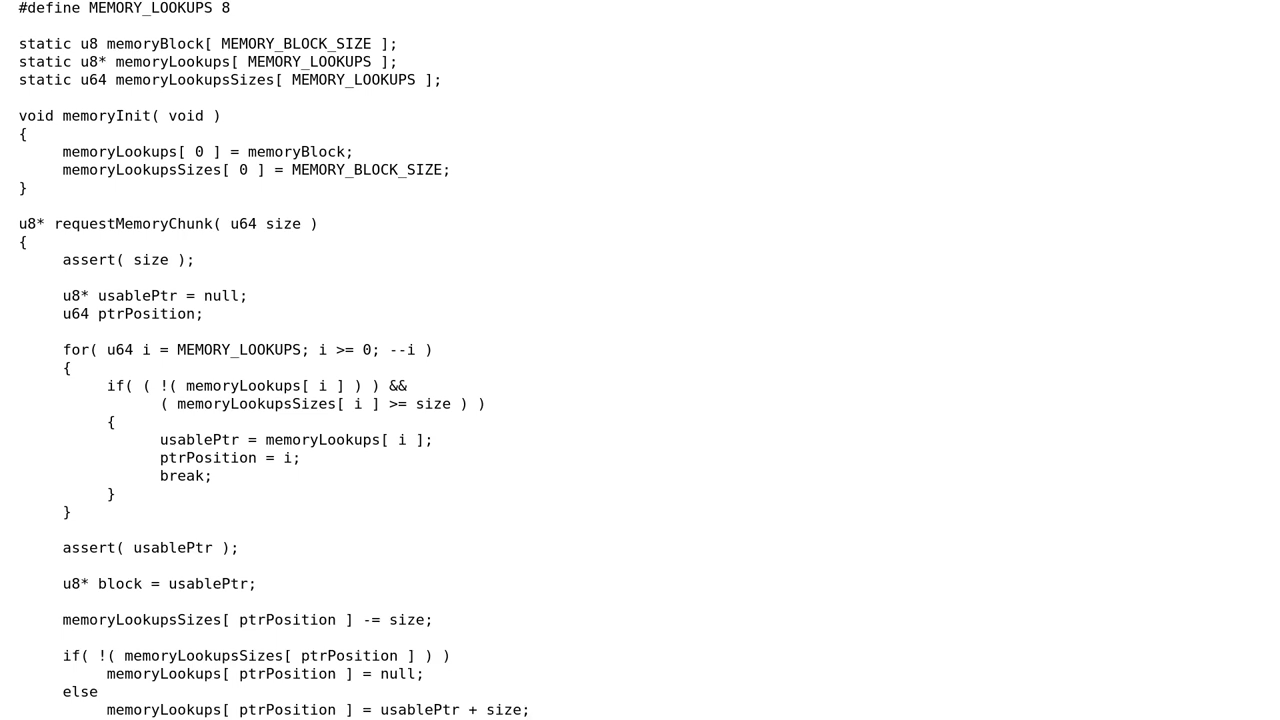 #define MEMORY_LOOKUPS 8
static u8 memoryBlock[ MEMORY_BLOCK_SIZE ];
static u8* memoryLookups[ MEMORY_LOOKUPS ];
static u64 memoryLookupsSizes[ MEMORY_LOOKUPS ];
void memoryInit( void )
{
memoryLookups[ 0 ] = memoryBlock;
memoryLookupsSizes[ 0 ] = MEMORY_BLOCK_SIZE;
}
u8* requestMemoryChunk( u64 size )
{
assert( size );
u8* usablePtr = null;
u64 ptrPosition;
for( u64 i = MEMORY_LOOKUPS; i >= 0; --i )
{
if( ( !( memoryLookups[ i ] ) ) &&
( memoryLookupsSizes[ i ] >= size ) )
{
usablePtr = memoryLookups[ i ];
ptrPosition = i;
break;
}
}
assert( usablePtr );
u8* block = usablePtr;
memoryLookupsSizes[ ptrPosition ] -= size;
if( !( memoryLookupsSizes[ ptrPosition ] ) )
memoryLookups[ ptrPosition ] = null;
else
memoryLookups[ ptrPosition ] = usablePtr + size;